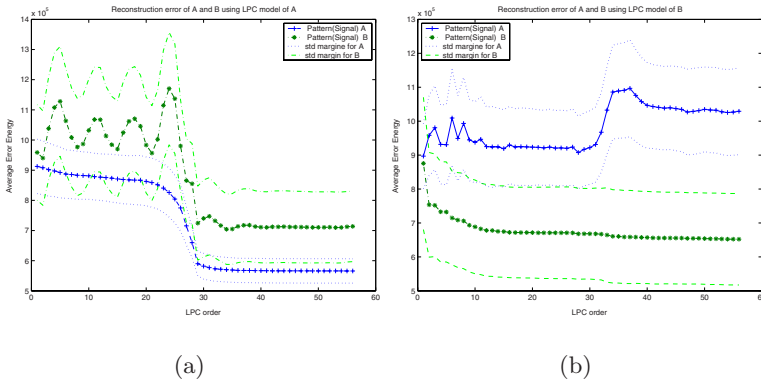 Reconstruction error of A and B using LPC model of A
x 10^5
14
13
12
11
10
9
8
7
6
5
0
10
20
30
40
50
60
Average Error Energy
LPC order
Pattern(Signal) A
Pattern(Signal) B
std margine for A
std margin for B
(a)
Reconstruction error of A and B using LPC model of B
x 10^5
13
12
11
10
9
8
7
6
5
0
10
20
30
40
50
60
Average Error Energy
LPC order
Pattern(Signal) A
Pattern(Signal) B
std margine for A
std margin for B
(b)